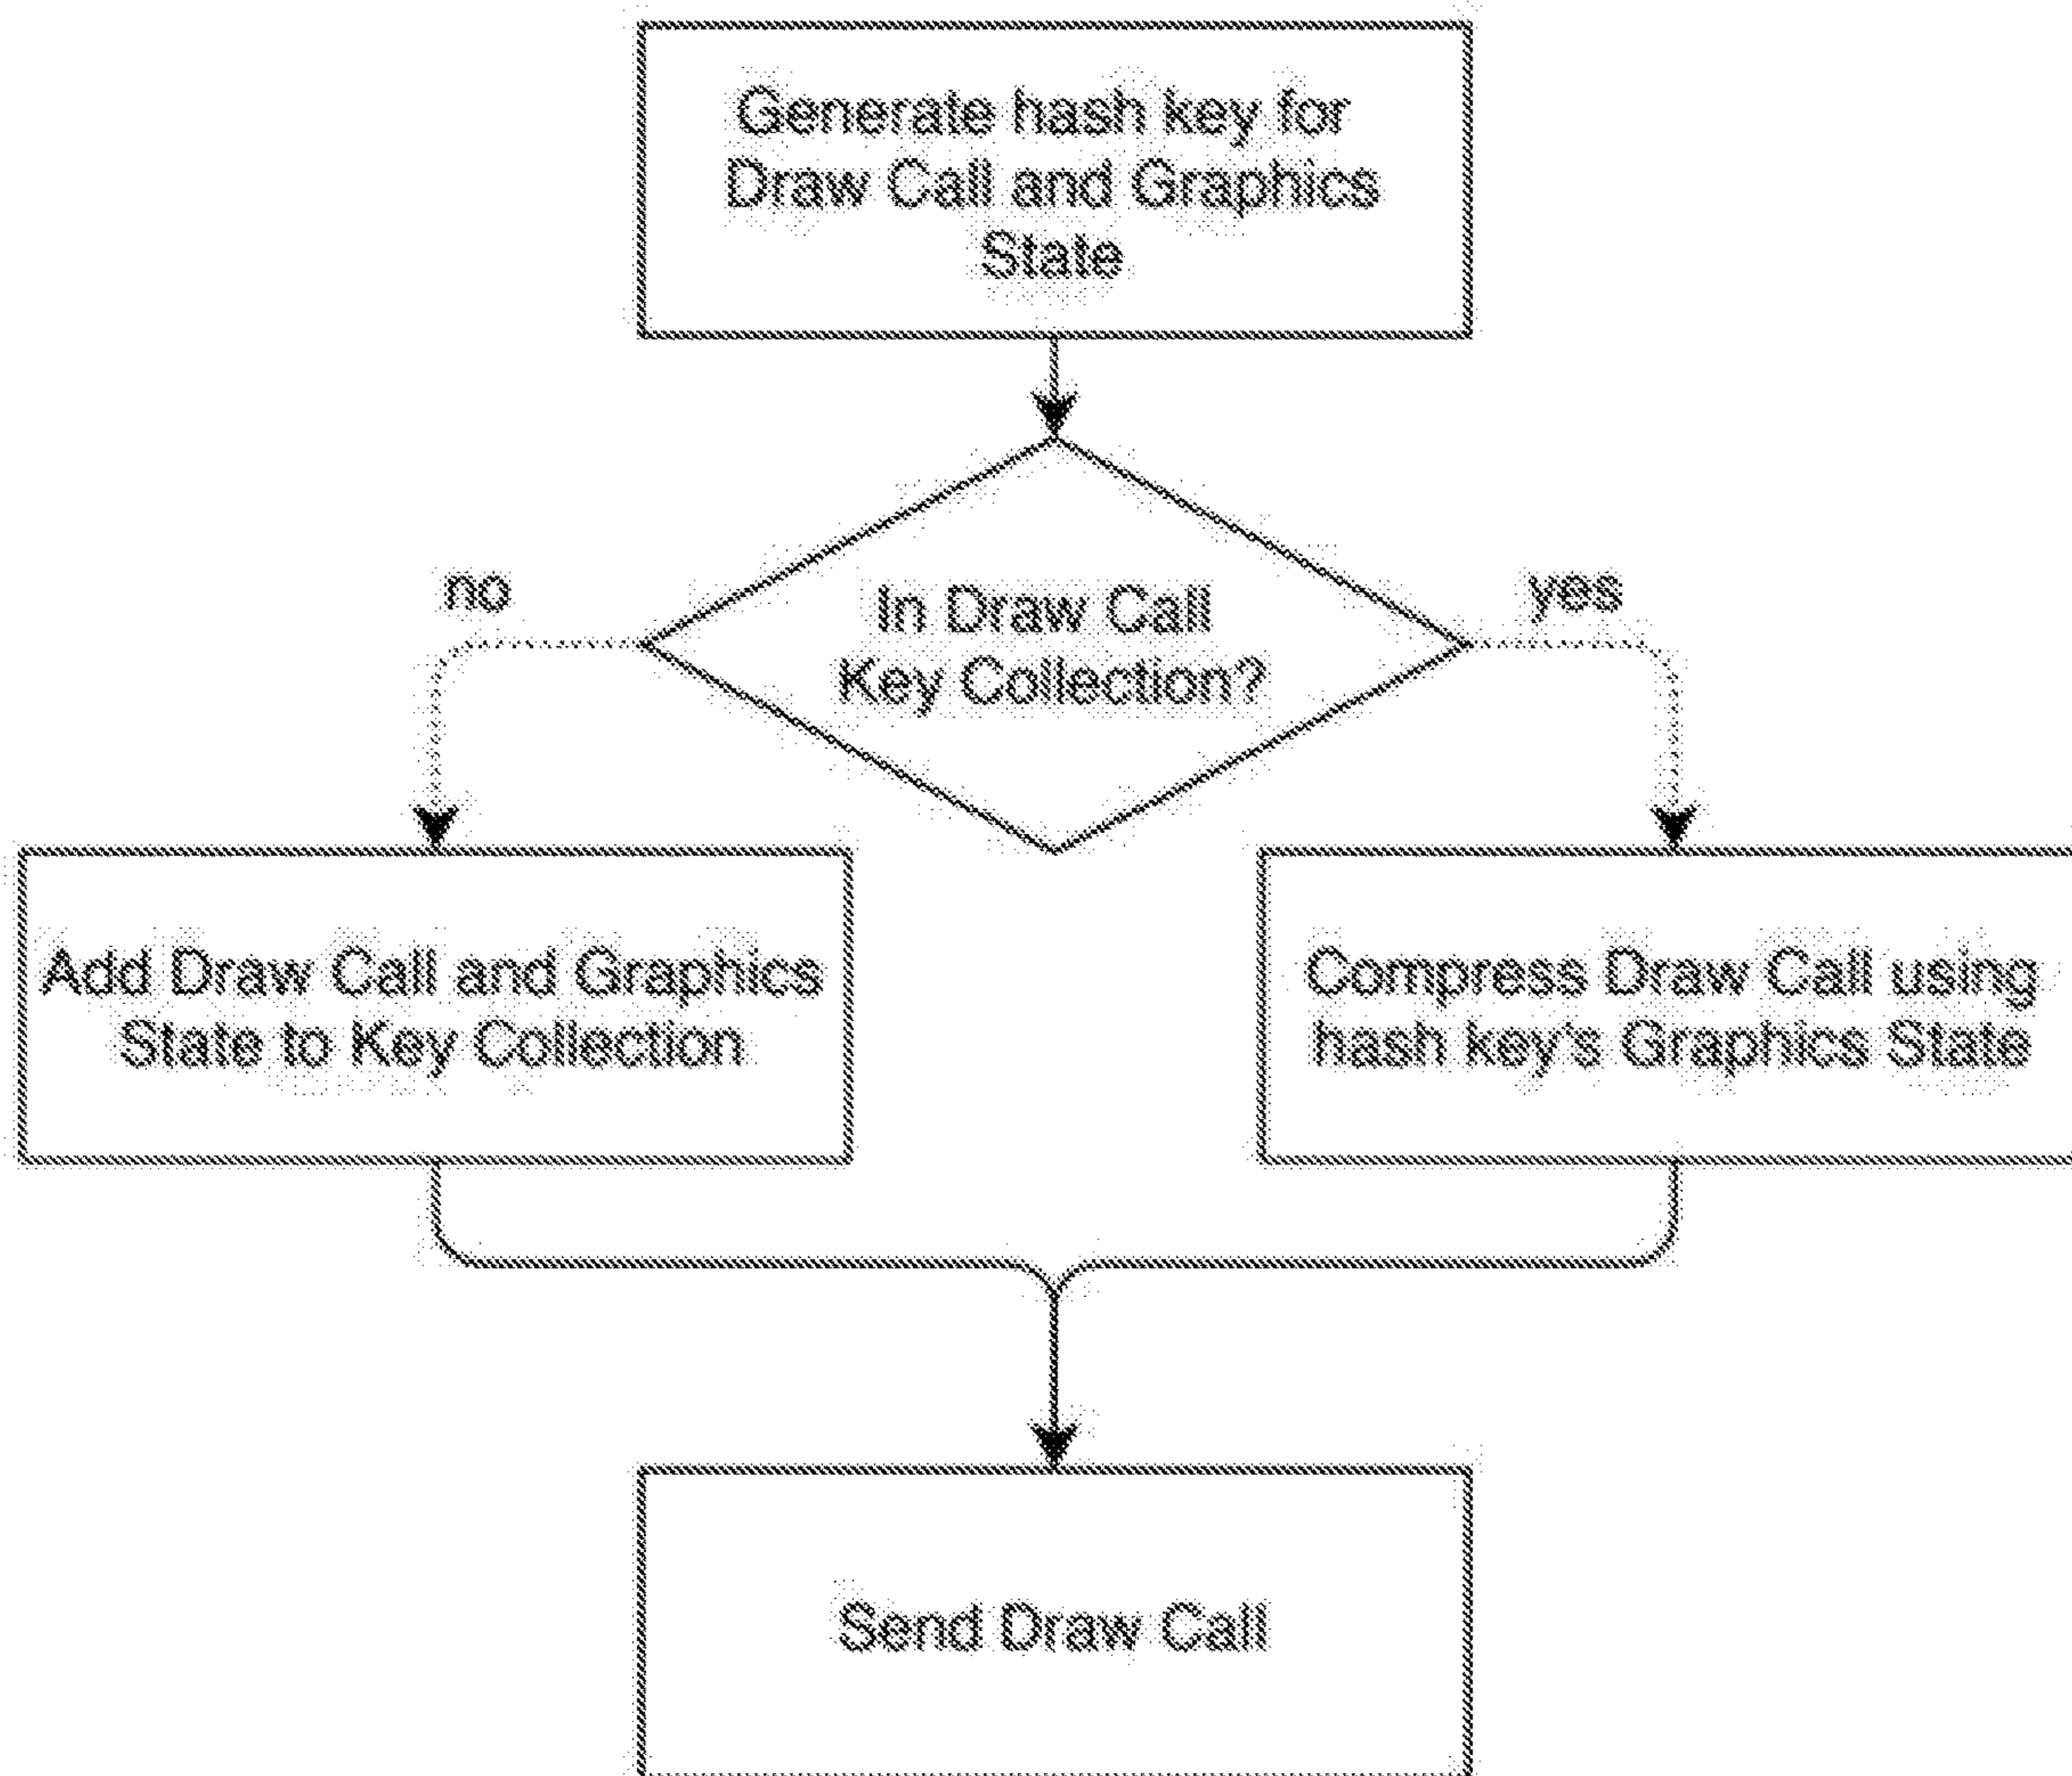 Generate hash key for
Draw Call and Graphics
State
no
In Draw Call
Key Collection?
yes
Add Draw Call and Graphics
State to Key Collection
Compress Draw Call using
hash key's Graphics State
Send Draw Call